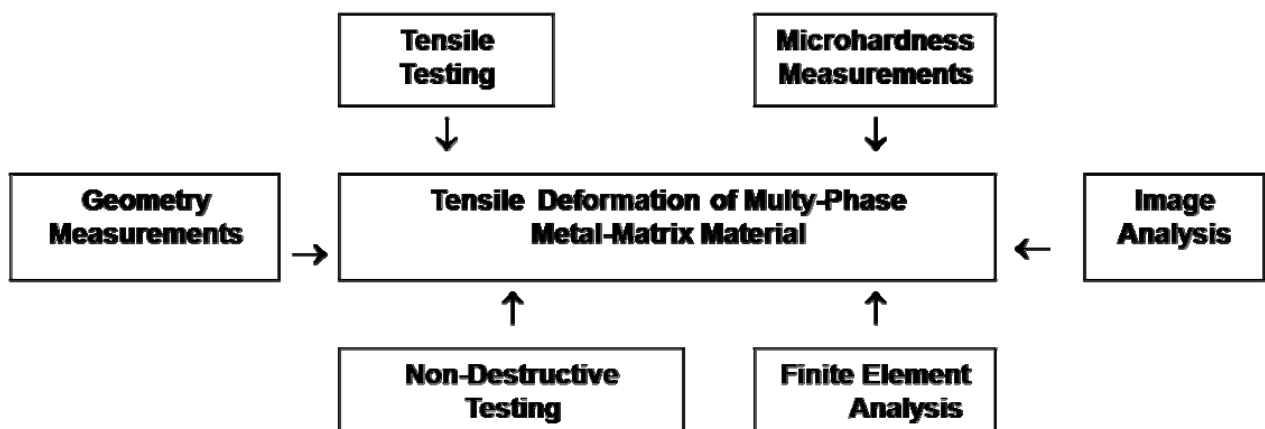 Tensile
Testing
Microhardness
Measurements
Geometry
Measurements
Tensile Deformation of Multy-Phase
Metal-Matrix Material
Image
Analysis
Non-Destructive
Testing
Finite Element
Analysis